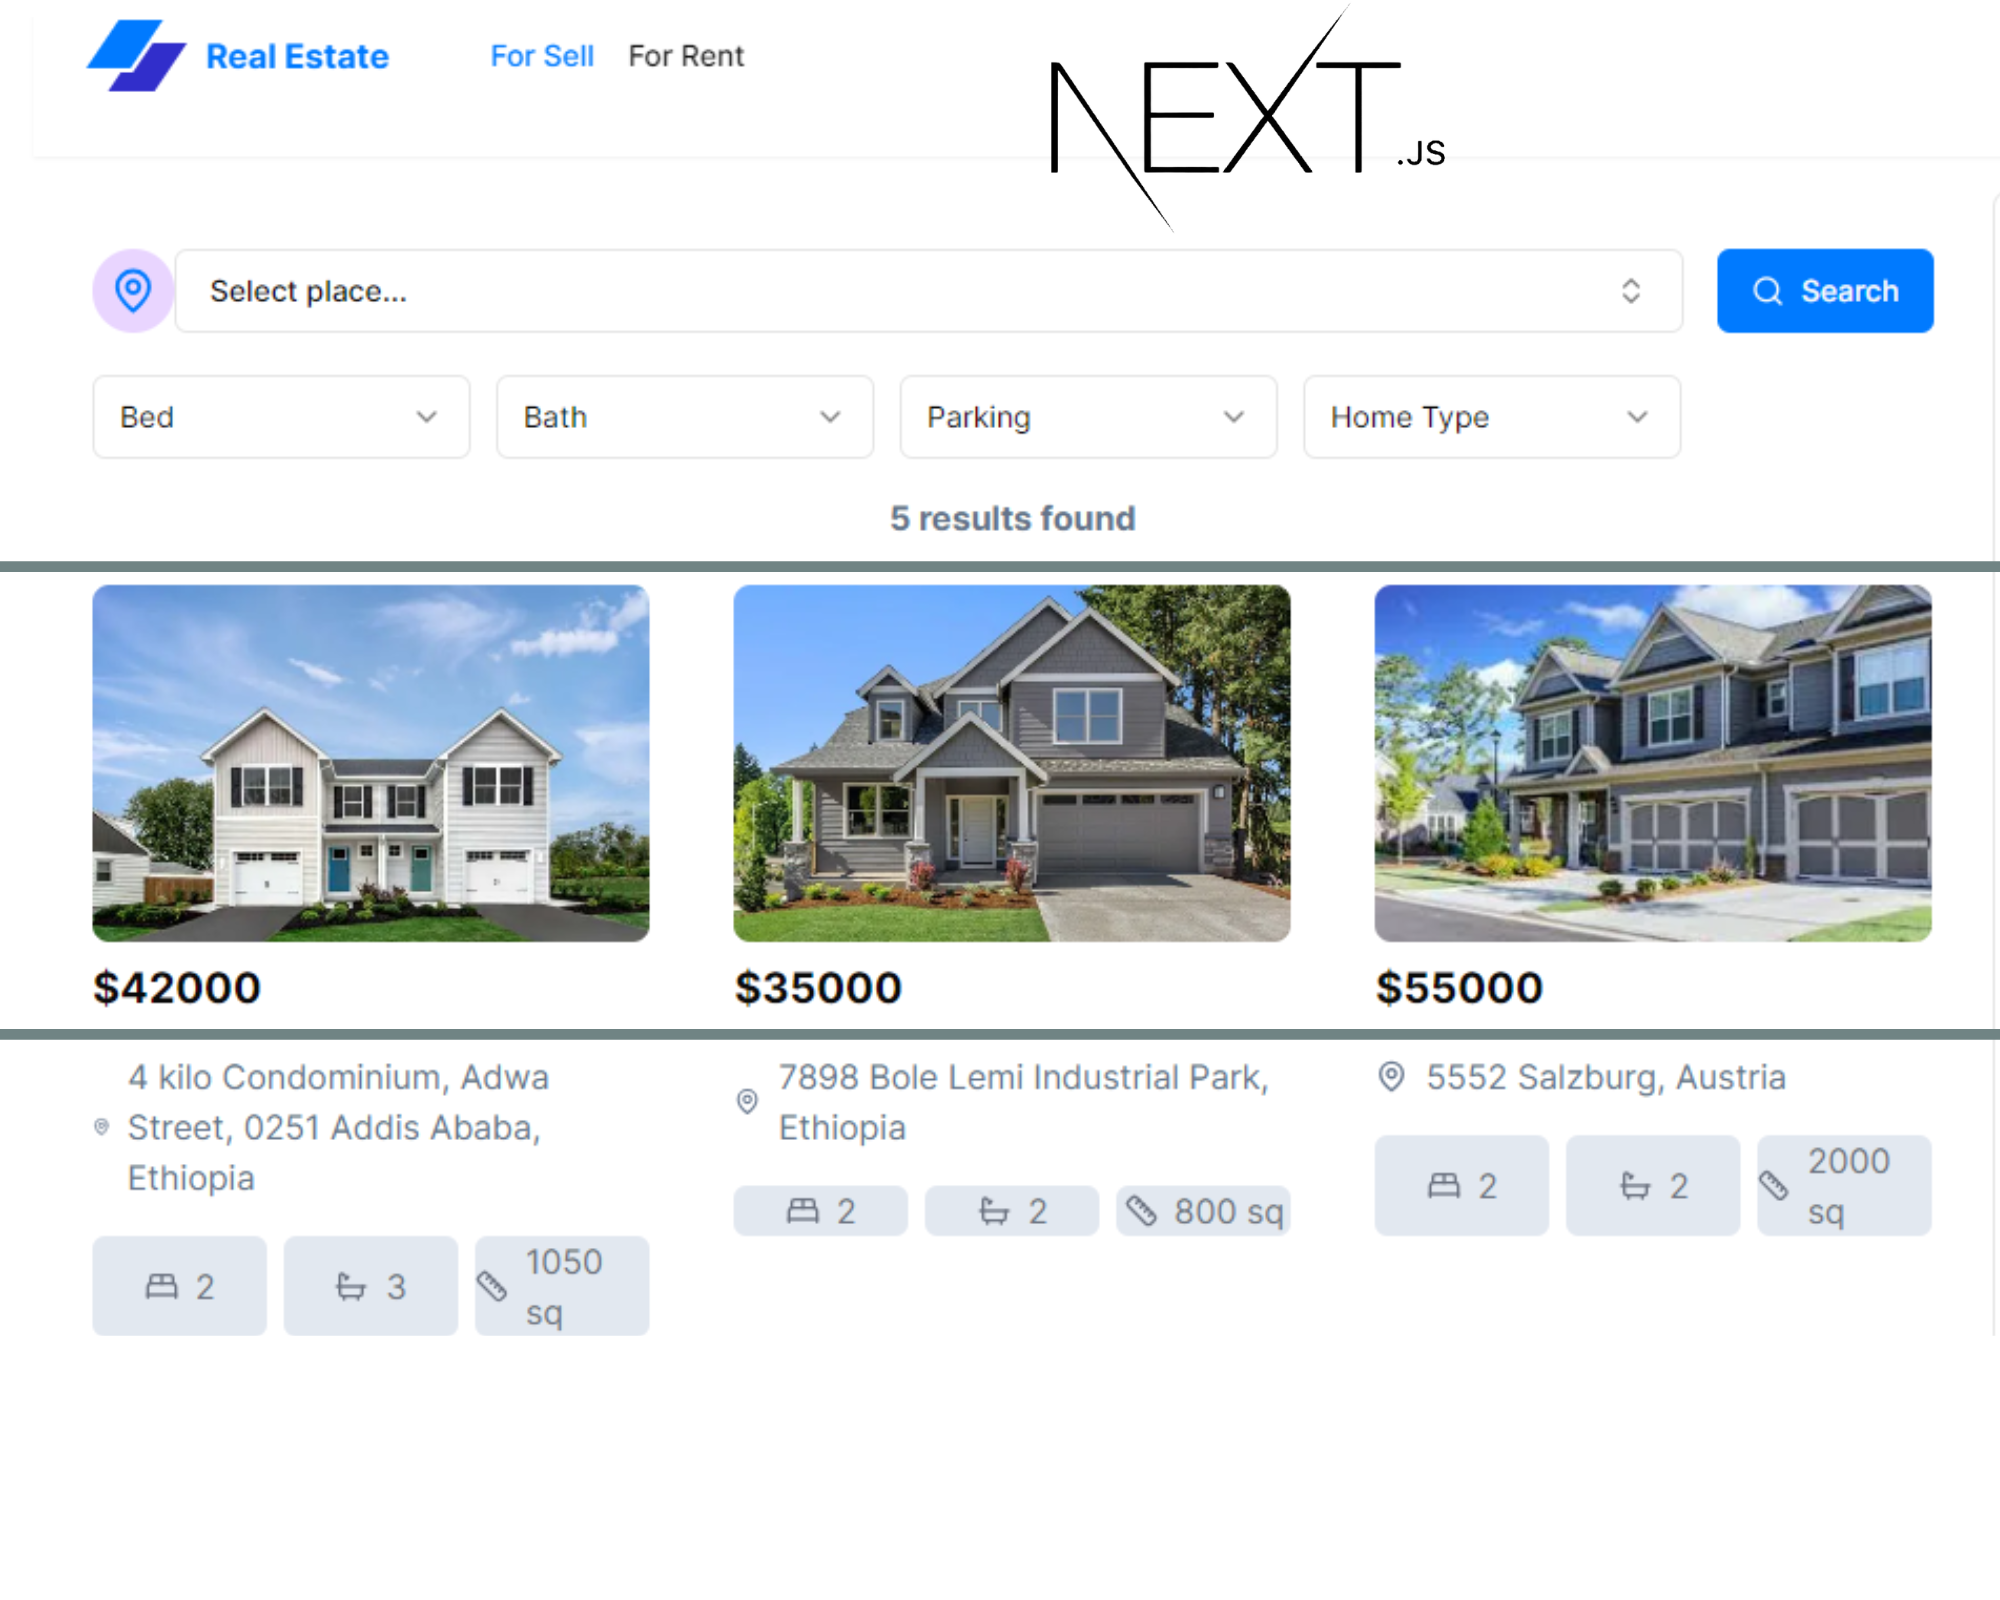 Real Estate
For Sell
For Rent
NEXT.JS
Select place...
Search
Bed
Bath
Parking
Home Type
5 results found
$42000
$35000
$55000
4 kilo Condominium, Adwa
Street, 0251 Addis Ababa,
Ethiopia
2
3
1050
sq
7898 Bole Lemi Industrial Park,
Ethiopia
2
2
800 sq
5552 Salzburg, Austria
2
2
2000
sq